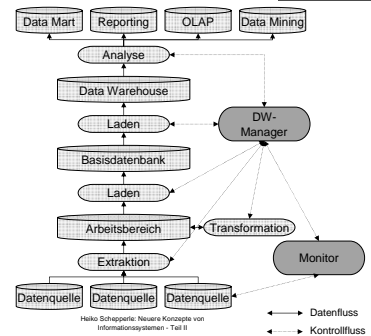 Data Mart Reporting OLAP Data Mining
Analyse
Data Warehouse
DW-
Manager
Laden
Basisdatenbank
Laden
Arbeitsbereich Transformation
Monitor
Extraktion
Datenquelle Datenquelle Datenquelle
Heiko Schepperle: Neuere Konzepte von
Informationssystemen - Teil II
Datenfluss
Kontrollfluss